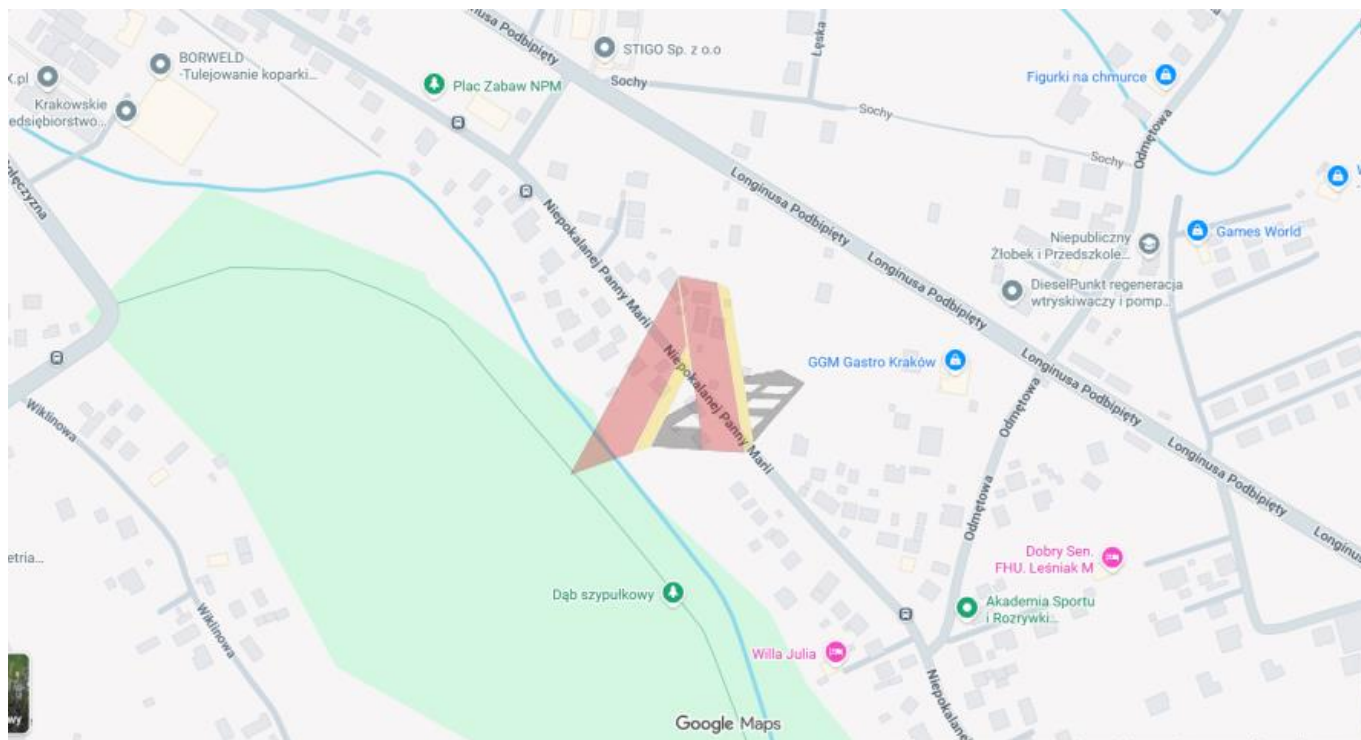 BORWELD
-Tulejowanie koparki...
STIGO Sp. z o.o
Łęska
Figurki na chmurce
Plac Zabaw NPM
Sochy
Sochy
Sochy
Krakowskie
Odmętowa
Longinusa Podbipięty
Longinusa Podbipięty
Longinusa Podbipięty
Longinusa Podbipięty
Longinusa Podbipięty
Niepokalanej Panny Marii
Niepokalanej Panny Marii
Niepubliczny
Żłobek i Przedszkole...
Games World
DieselPunkt regeneracja
wtryskiwaczy i pomp...
GGM Gastro Kraków
Wiklinowa
Wiklinowa
Odmętowa
Odmętowa
Dobry Sen.
FHU. Leśniak M
Dąb szypułkowy
Akademia Sportu
i Rozrywki...
Willa Julia
Niepokalanej
Google Maps